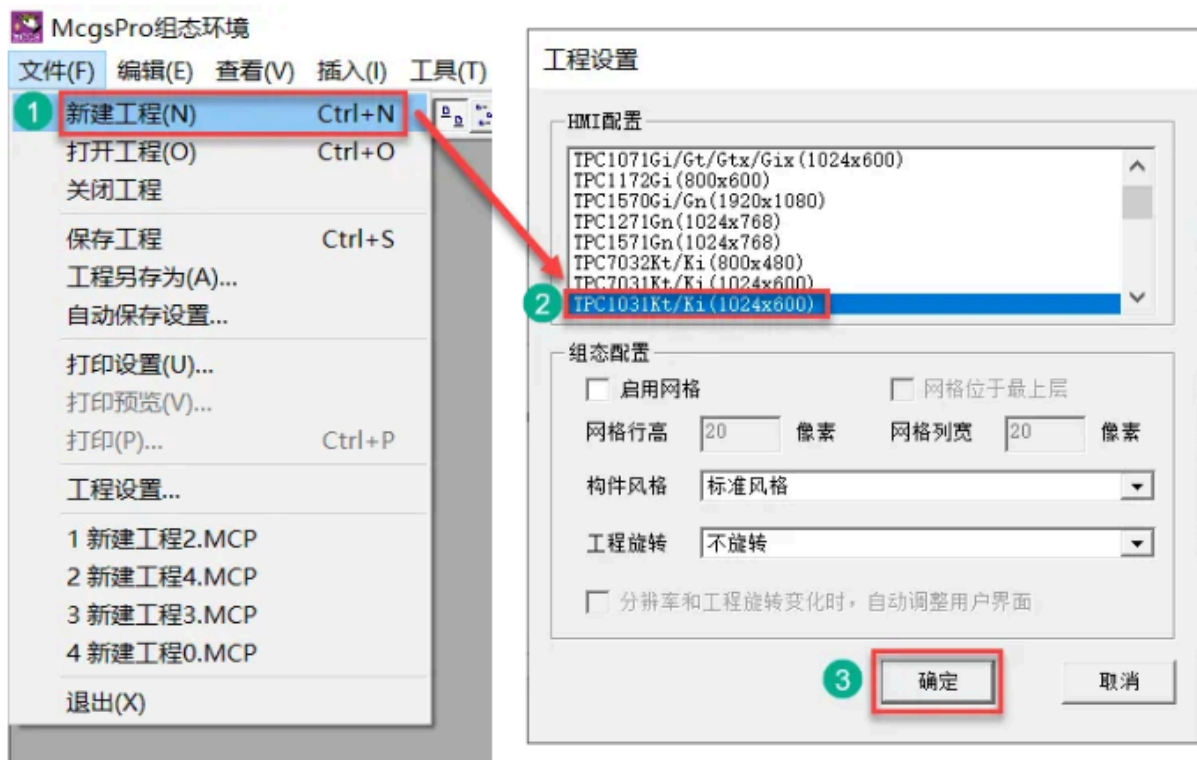 McgsPro组态环境
文件(F) 编辑(E) 查看(V) 插入(I) 工具(T)
1 新建工程(N) Ctrl+N
打开工程(O) Ctrl+O
关闭工程
保存工程 Ctrl+S
工程另存为(A)...
自动保存设置...
打印设置(U)...
打印预览(V)...
打印(P)... Ctrl+P
工程设置...
1 新建工程2.MCP
2 新建工程4.MCP
3 新建工程3.MCP
4 新建工程0.MCP
退出(X)
工程设置
HMI配置
TPC1071Gi/Gt/Gtx/Gix(1024x600)
TPC1172Gi(800x600)
TPC1570Gi/Gn(1920x1080)
TPC1271Gn(1024x768)
TPC1571Gn(1024x768)
TPC7032Kt/Ki(800x480)
TPC7031Kt/Ki(1024x600)
2 TPC1031Kt/Ki(1024x600)
组态配置
启用网格 网格位于最上层
网格行高 20 像素 网格列宽 20 像素
构件风格 标准风格
工程旋转 不旋转
分辨率和工程旋转变化时，自动调整用户界面
3 确定 取消